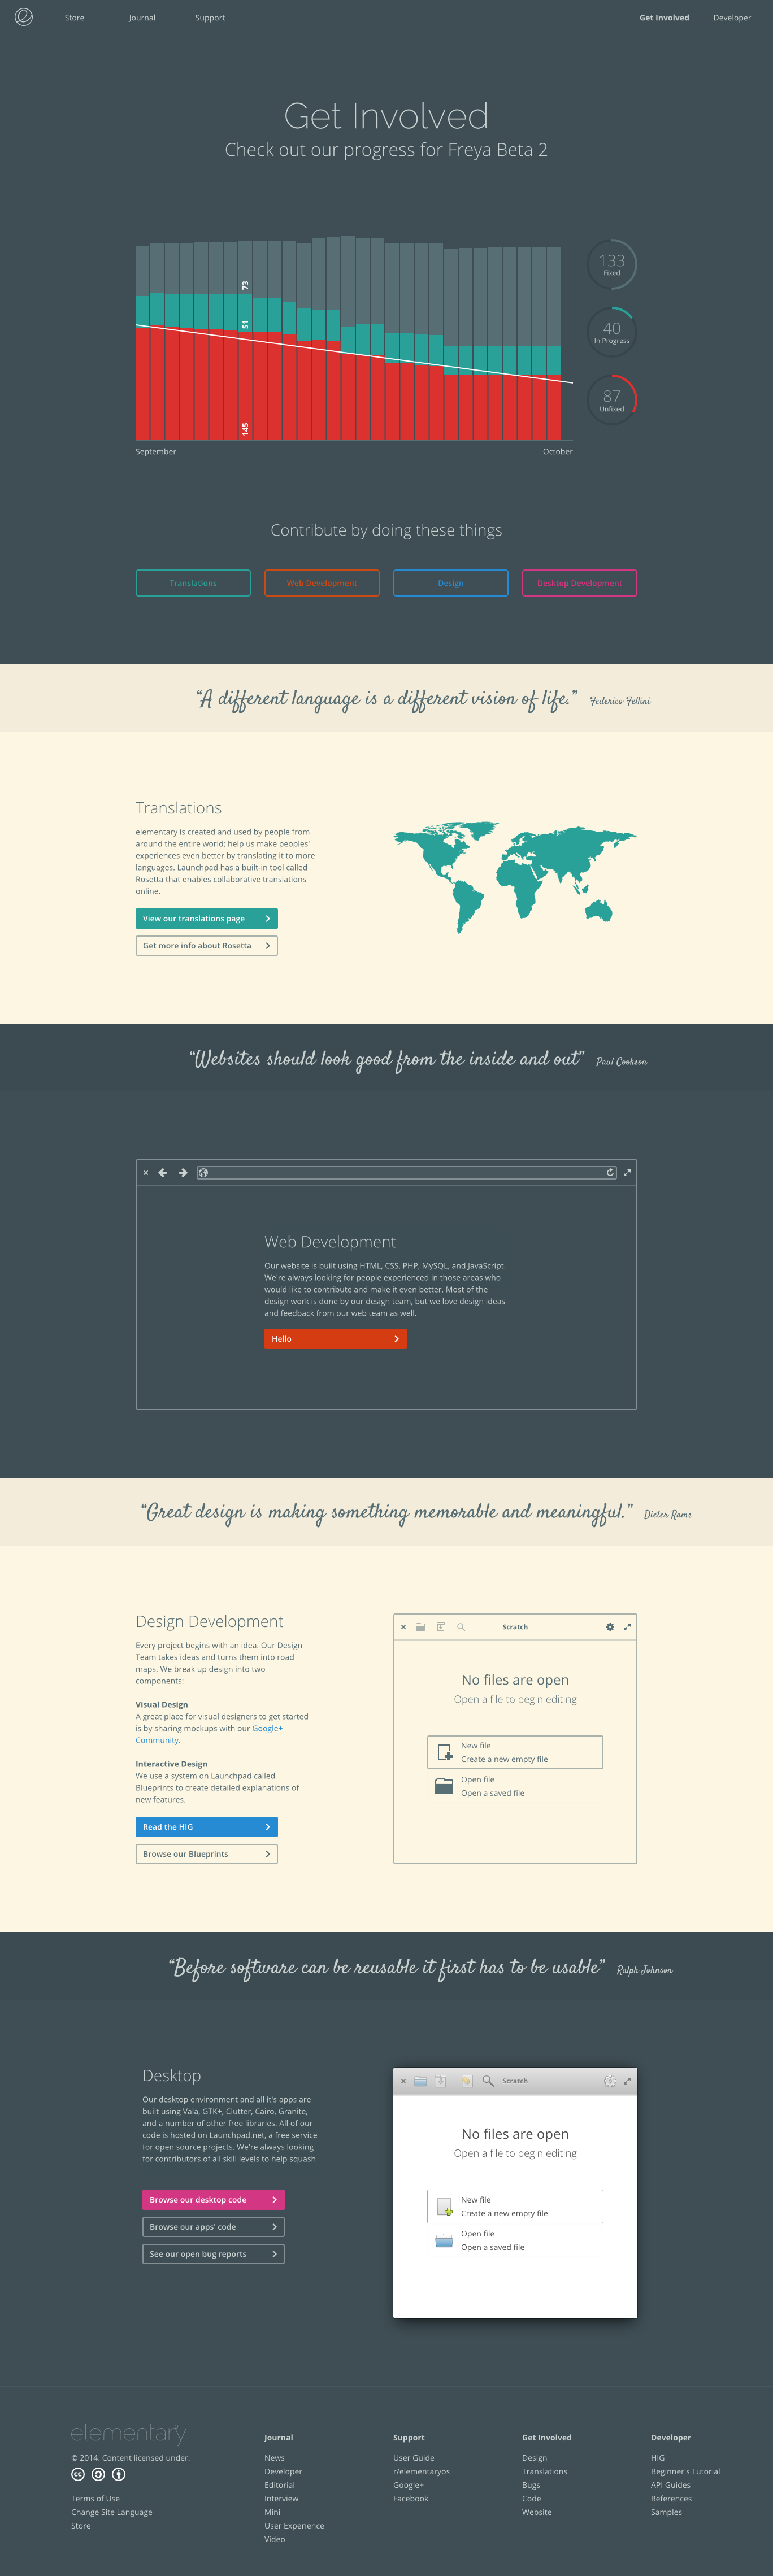 Store
Journal
Support
Get Involved
Developer
Get Involved
Check out our progress for Freya Beta 2
73
51
145
133
Fixed
40
In Progress
87
Unfixed
September
October
Contribute by doing these things
Translations
Web Development
Design
Desktop Development
“A different language is a different vision of life.” Federico Fellini
Translations
elementary is created and used by people from
around the entire world; help us make peoples'
experiences even better by translating it to more
languages. Launchpad has a built-in tool called
Rosetta that enables collaborative translations
online.
View our translations page
Get more info about Rosetta
“Websites should look good from the inside and out” Paul Cookson
Web Development
Our website is built using HTML, CSS, PHP, MySQL, and JavaScript.
We're always looking for people experienced in those areas who
would like to contribute and make it even better. Most of the
design work is done by our design team, but we love design ideas
and feedback from our web team as well.
Hello
“Great design is making something memorable and meaningful.” Dieter Rams
Design Development
Every project begins with an idea. Our Design
Team takes ideas and turns them into road
maps. We break up design into two
components:
Visual Design
A great place for visual designers to get started
is by sharing mockups with our Google+
Community.
Interactive Design
We use a system on Launchpad called
Blueprints to create detailed explanations of
new features.
Read the HIG
Browse our Blueprints
Scratch
No files are open
Open a file to begin editing
New file
Create a new empty file
Open file
Open a saved file
“Before software can be reusable it first has to be usable” Ralph Johnson
Desktop
Our desktop environment and all it's apps are
built using Vala, GTK+, Clutter, Cairo, Granite,
and a number of other free libraries. All of our
code is hosted on Launchpad.net, a free service
for open source projects. We're always looking
for contributors of all skill levels to help squash
Browse our desktop code
Browse our apps' code
See our open bug reports
Scratch
No files are open
Open a file to begin editing
New file
Create a new empty file
Open file
Open a saved file
elementary
© 2014. Content licensed under:
cc
Terms of Use
Change Site Language
Store
Journal
News
Developer
Editorial
Interview
Mini
User Experience
Video
Support
User Guide
r/elementaryos
Google+
Facebook
Get Involved
Design
Translations
Bugs
Code
Website
Developer
HIG
Beginner's Tutorial
API Guides
References
Samples